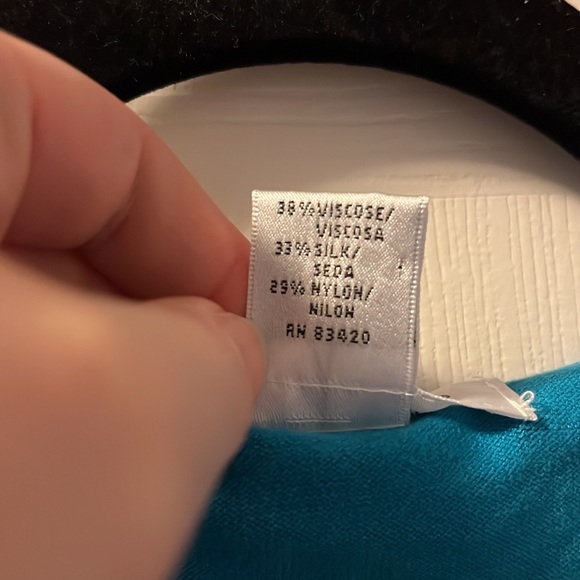 38% VISCOSE/
VISCOSA
33% SILK/
SEDA
29% NYLON/
NILON
RN 83420